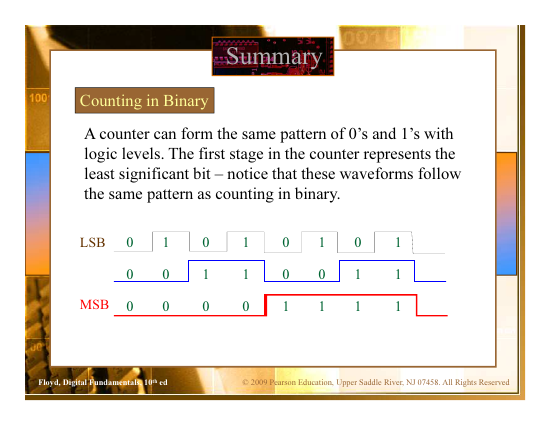 Summary
Counting in Binary
A counter can form the same pattern of 0’s and 1’s with
logic levels. The first stage in the counter represents the
least significant bit – notice that these waveforms follow
the same pattern as counting in binary.
LSB 0 1 0 1 0 1 0 1
0 0 1 1 0 0 1 1
MSB 0 0 0 0 1 1 1 1
Floyd, Digital Fundamentals, 10th ed
© 2009 Pearson Education, Upper Saddle River, NJ 07458. All Rights Reserved